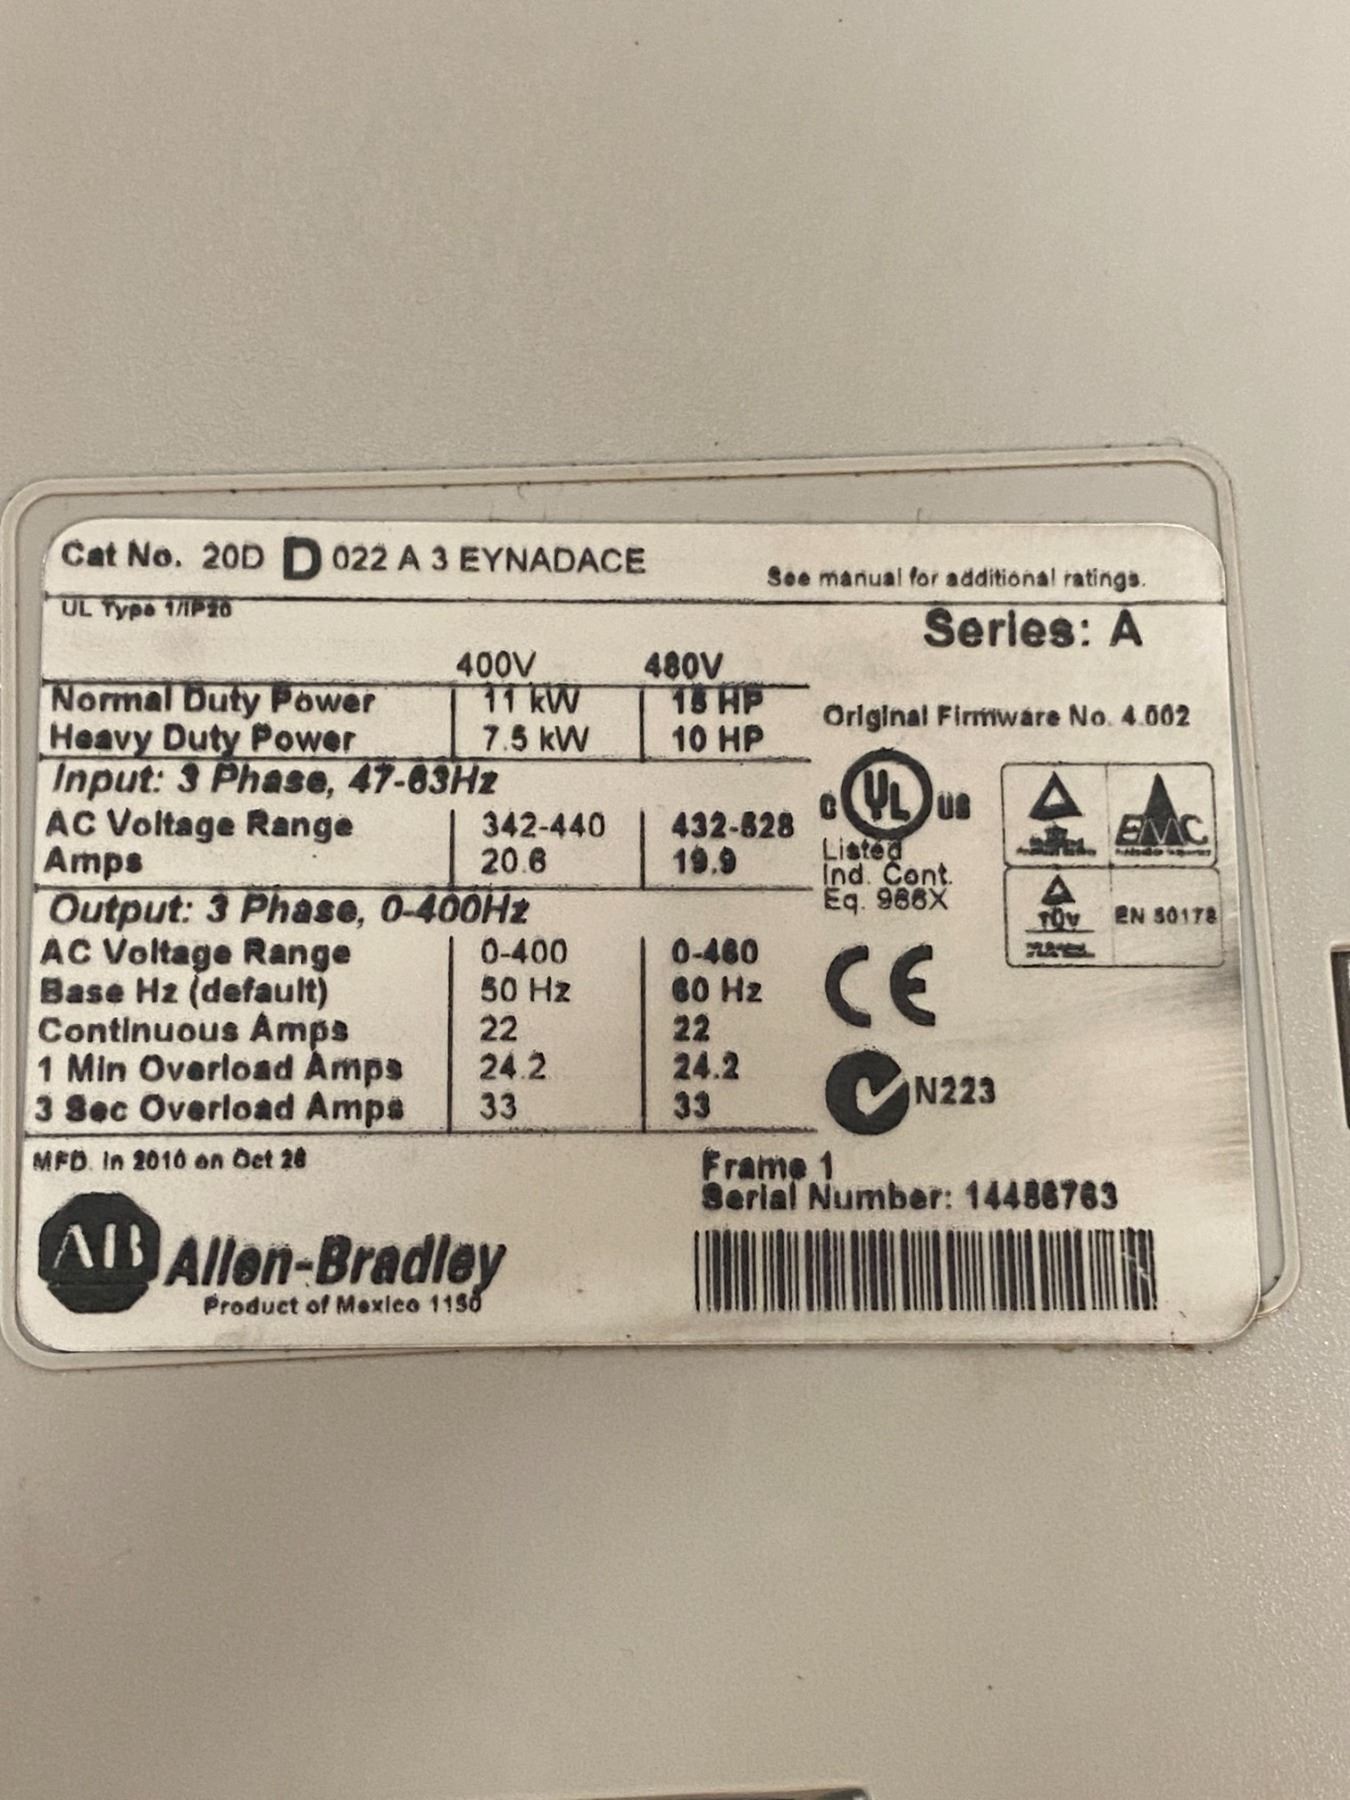 Cat No. 20D D 022 A 3 EYNADACE
See manual for additional ratings.
UL Type 1/IP20
Series: A
400V 480V
Normal Duty Power 11 kW 15 HP
Heavy Duty Power 7.5 kW 10 HP
Original Firmware No. 4.002
Input: 3 Phase, 47-63Hz
AC Voltage Range 342-440 432-528
Amps 20.6 19.9
C UL US
Listed
Ind. Cont.
Eq. 966X
EMC
TÜV
EN 50178
Output: 3 Phase, 0-400Hz
AC Voltage Range 0-400 0-460
Base Hz (default) 50 Hz 60 Hz
Continuous Amps 22 22
1 Min Overload Amps 24.2 24.2
3 Sec Overload Amps 33 33
CE
N223
MFD. in 2010 on Oct 26
Frame 1
Serial Number:
AB Allen-Bradley
Product of Mexico 1150